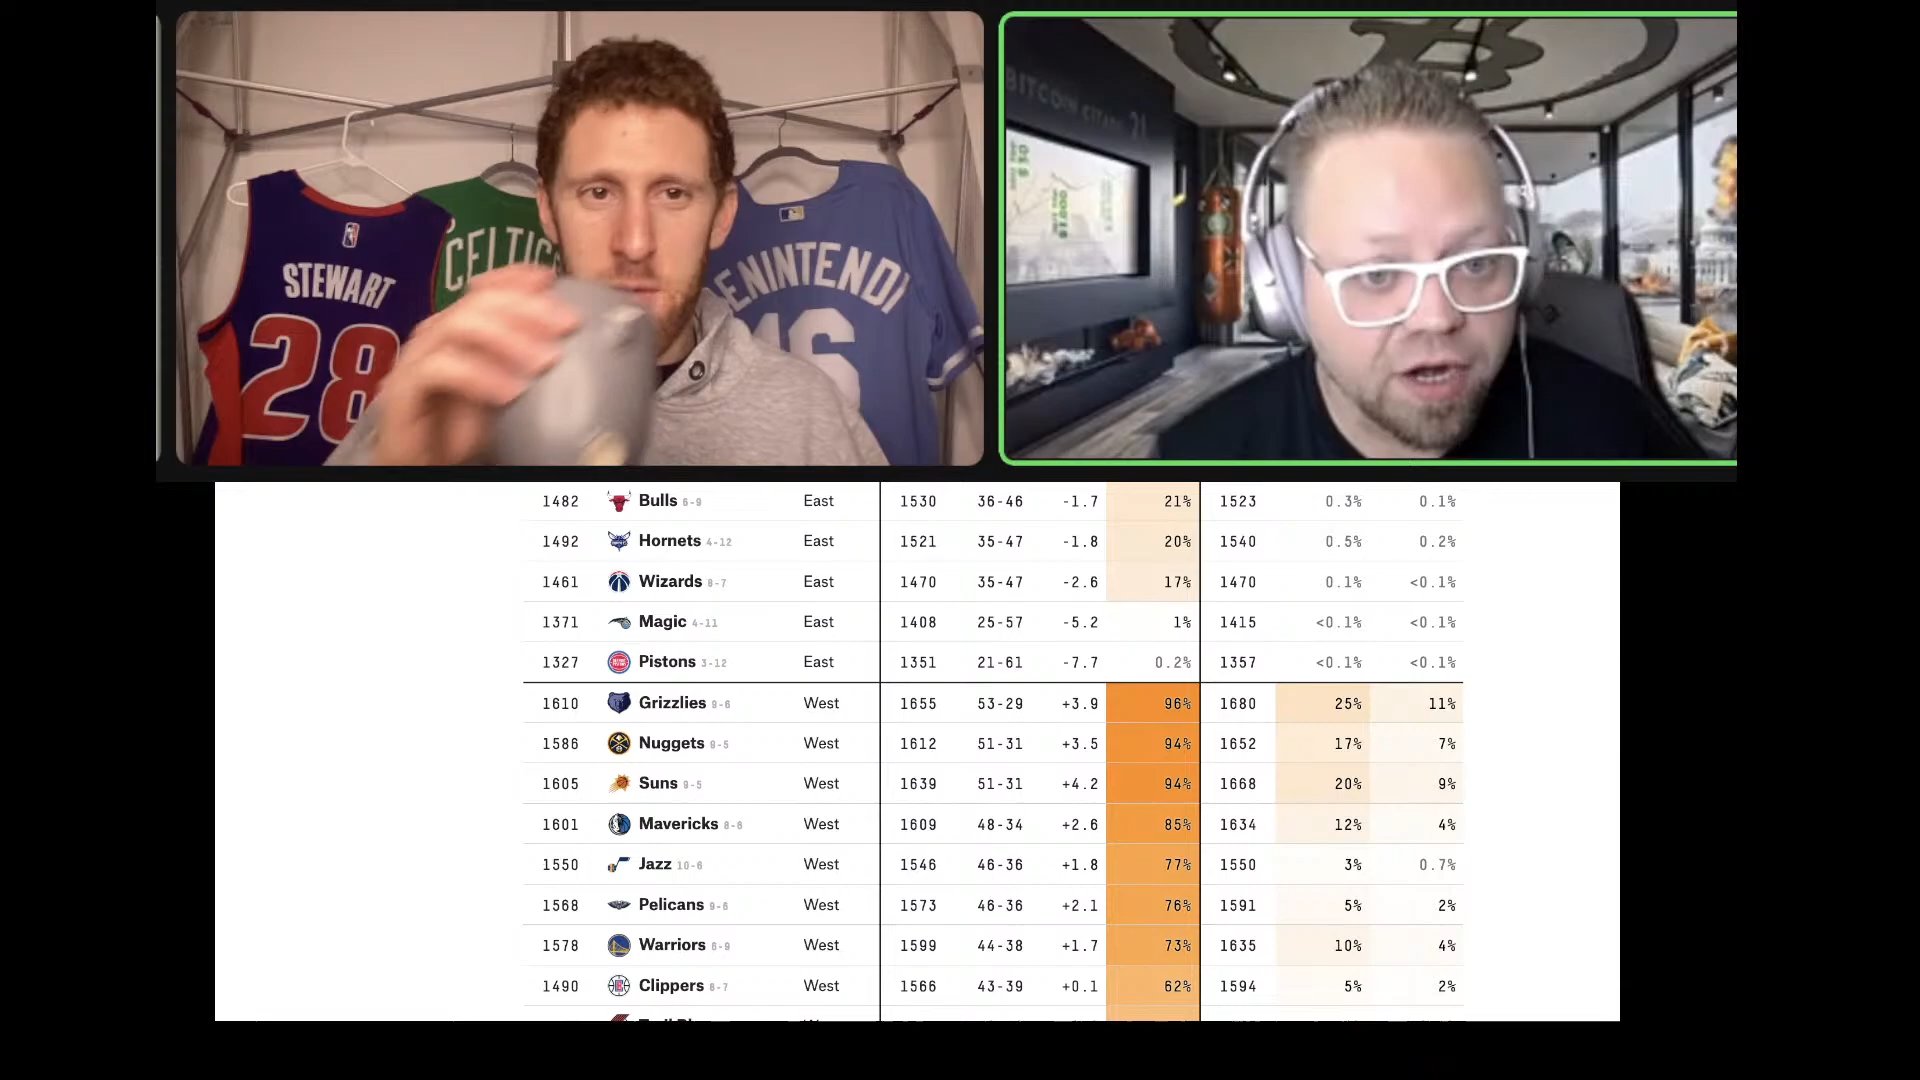 BITCOIN CITADEL 21
STEWART
28
CELTICS
ENINTENDI
16
1482 Bulls 6-9 East 1530 36-46 -1.7 21% 1523 0.3% 0.1%
1492 Hornets 4-12 East 1521 35-47 -1.8 20% 1540 0.5% 0.2%
1461 Wizards 8-7 East 1470 35-47 -2.6 17% 1470 0.1% <0.1%
1371 Magic 4-11 East 1408 25-57 -5.2 1% 1415 <0.1% <0.1%
1327 Pistons 3-12 East 1351 21-61 -7.7 0.2% 1357 <0.1% <0.1%
1610 Grizzlies 9-6 West 1655 53-29 +3.9 96% 1680 25% 11%
1586 Nuggets 9-5 West 1612 51-31 +3.5 94% 1652 17% 7%
1605 Suns 9-5 West 1639 51-31 +4.2 94% 1668 20% 9%
1601 Mavericks 8-6 West 1609 48-34 +2.6 85% 1634 12% 4%
1550 Jazz 10-6 West 1546 46-36 +1.8 77% 1550 3% 0.7%
1568 Pelicans 9-6 West 1573 46-36 +2.1 76% 1591 5% 2%
1578 Warriors 6-9 West 1599 44-38 +1.7 73% 1635 10% 4%
1490 Clippers 8-7 West 1566 43-39 +0.1 62% 1594 5% 2%